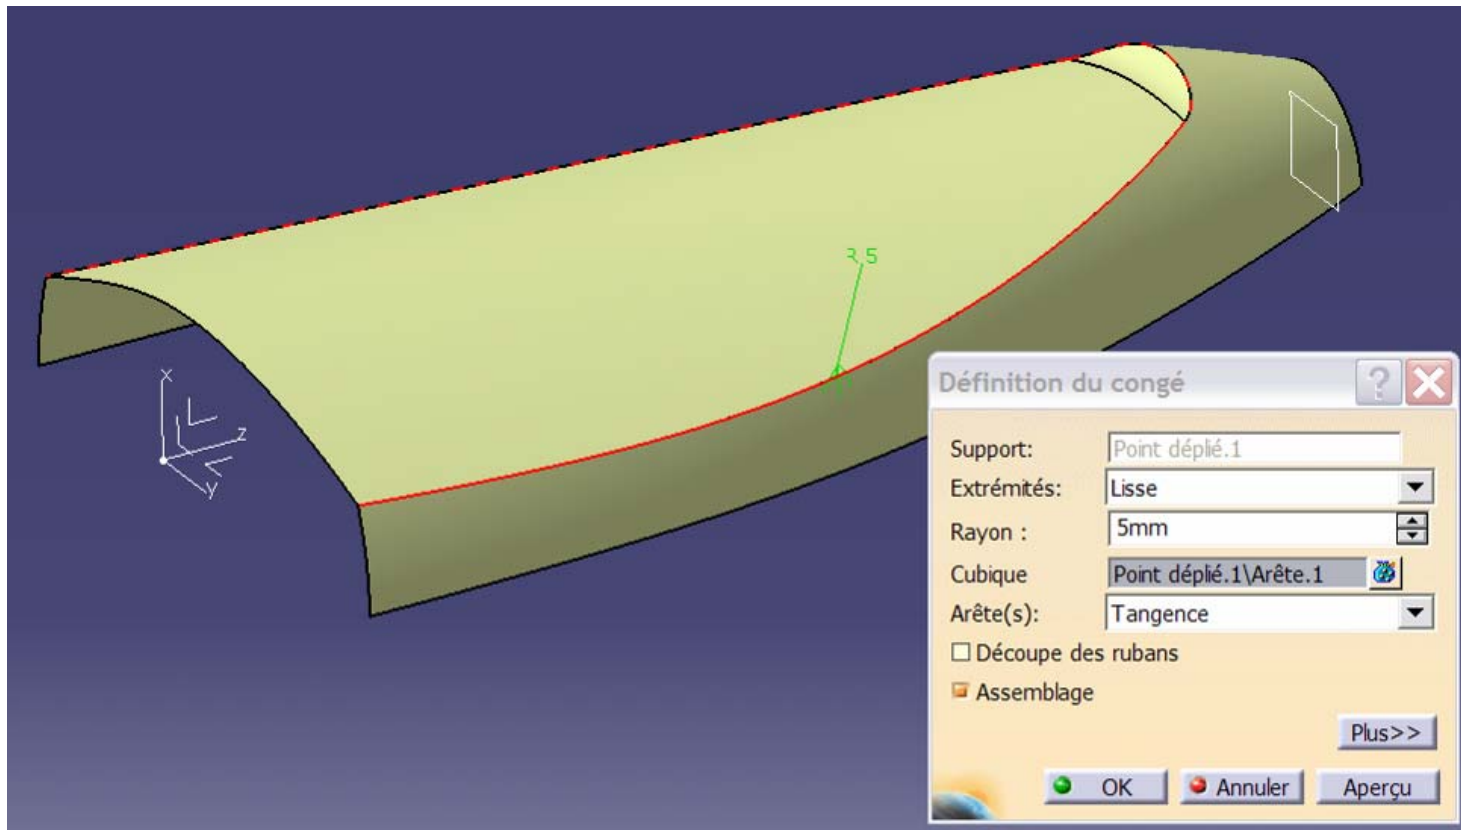 R 5
x
z
y
Définition du congé
?
Support: Point déplié.1
Extrémités: Lisse
Rayon : 5mm
Cubique Point déplié.1\Arête.1
Arête(s): Tangence
Découpe des rubans
Assemblage
Plus>>
OK Annuler Aperçu